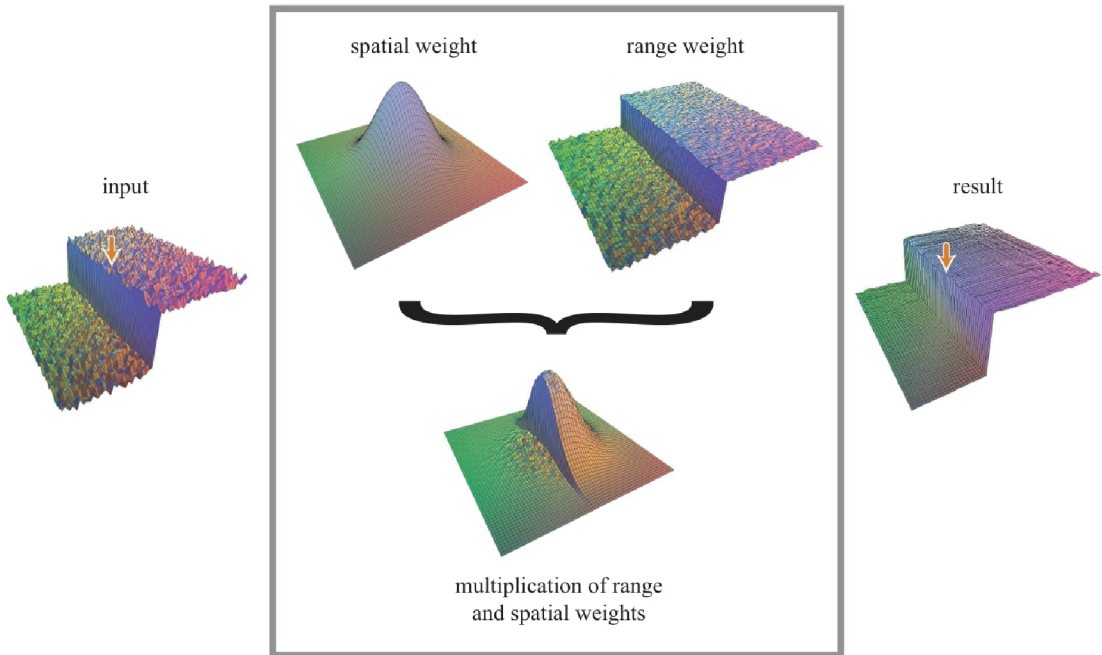 spatial weight
range weight
input
result
multiplication of range
and spatial weights